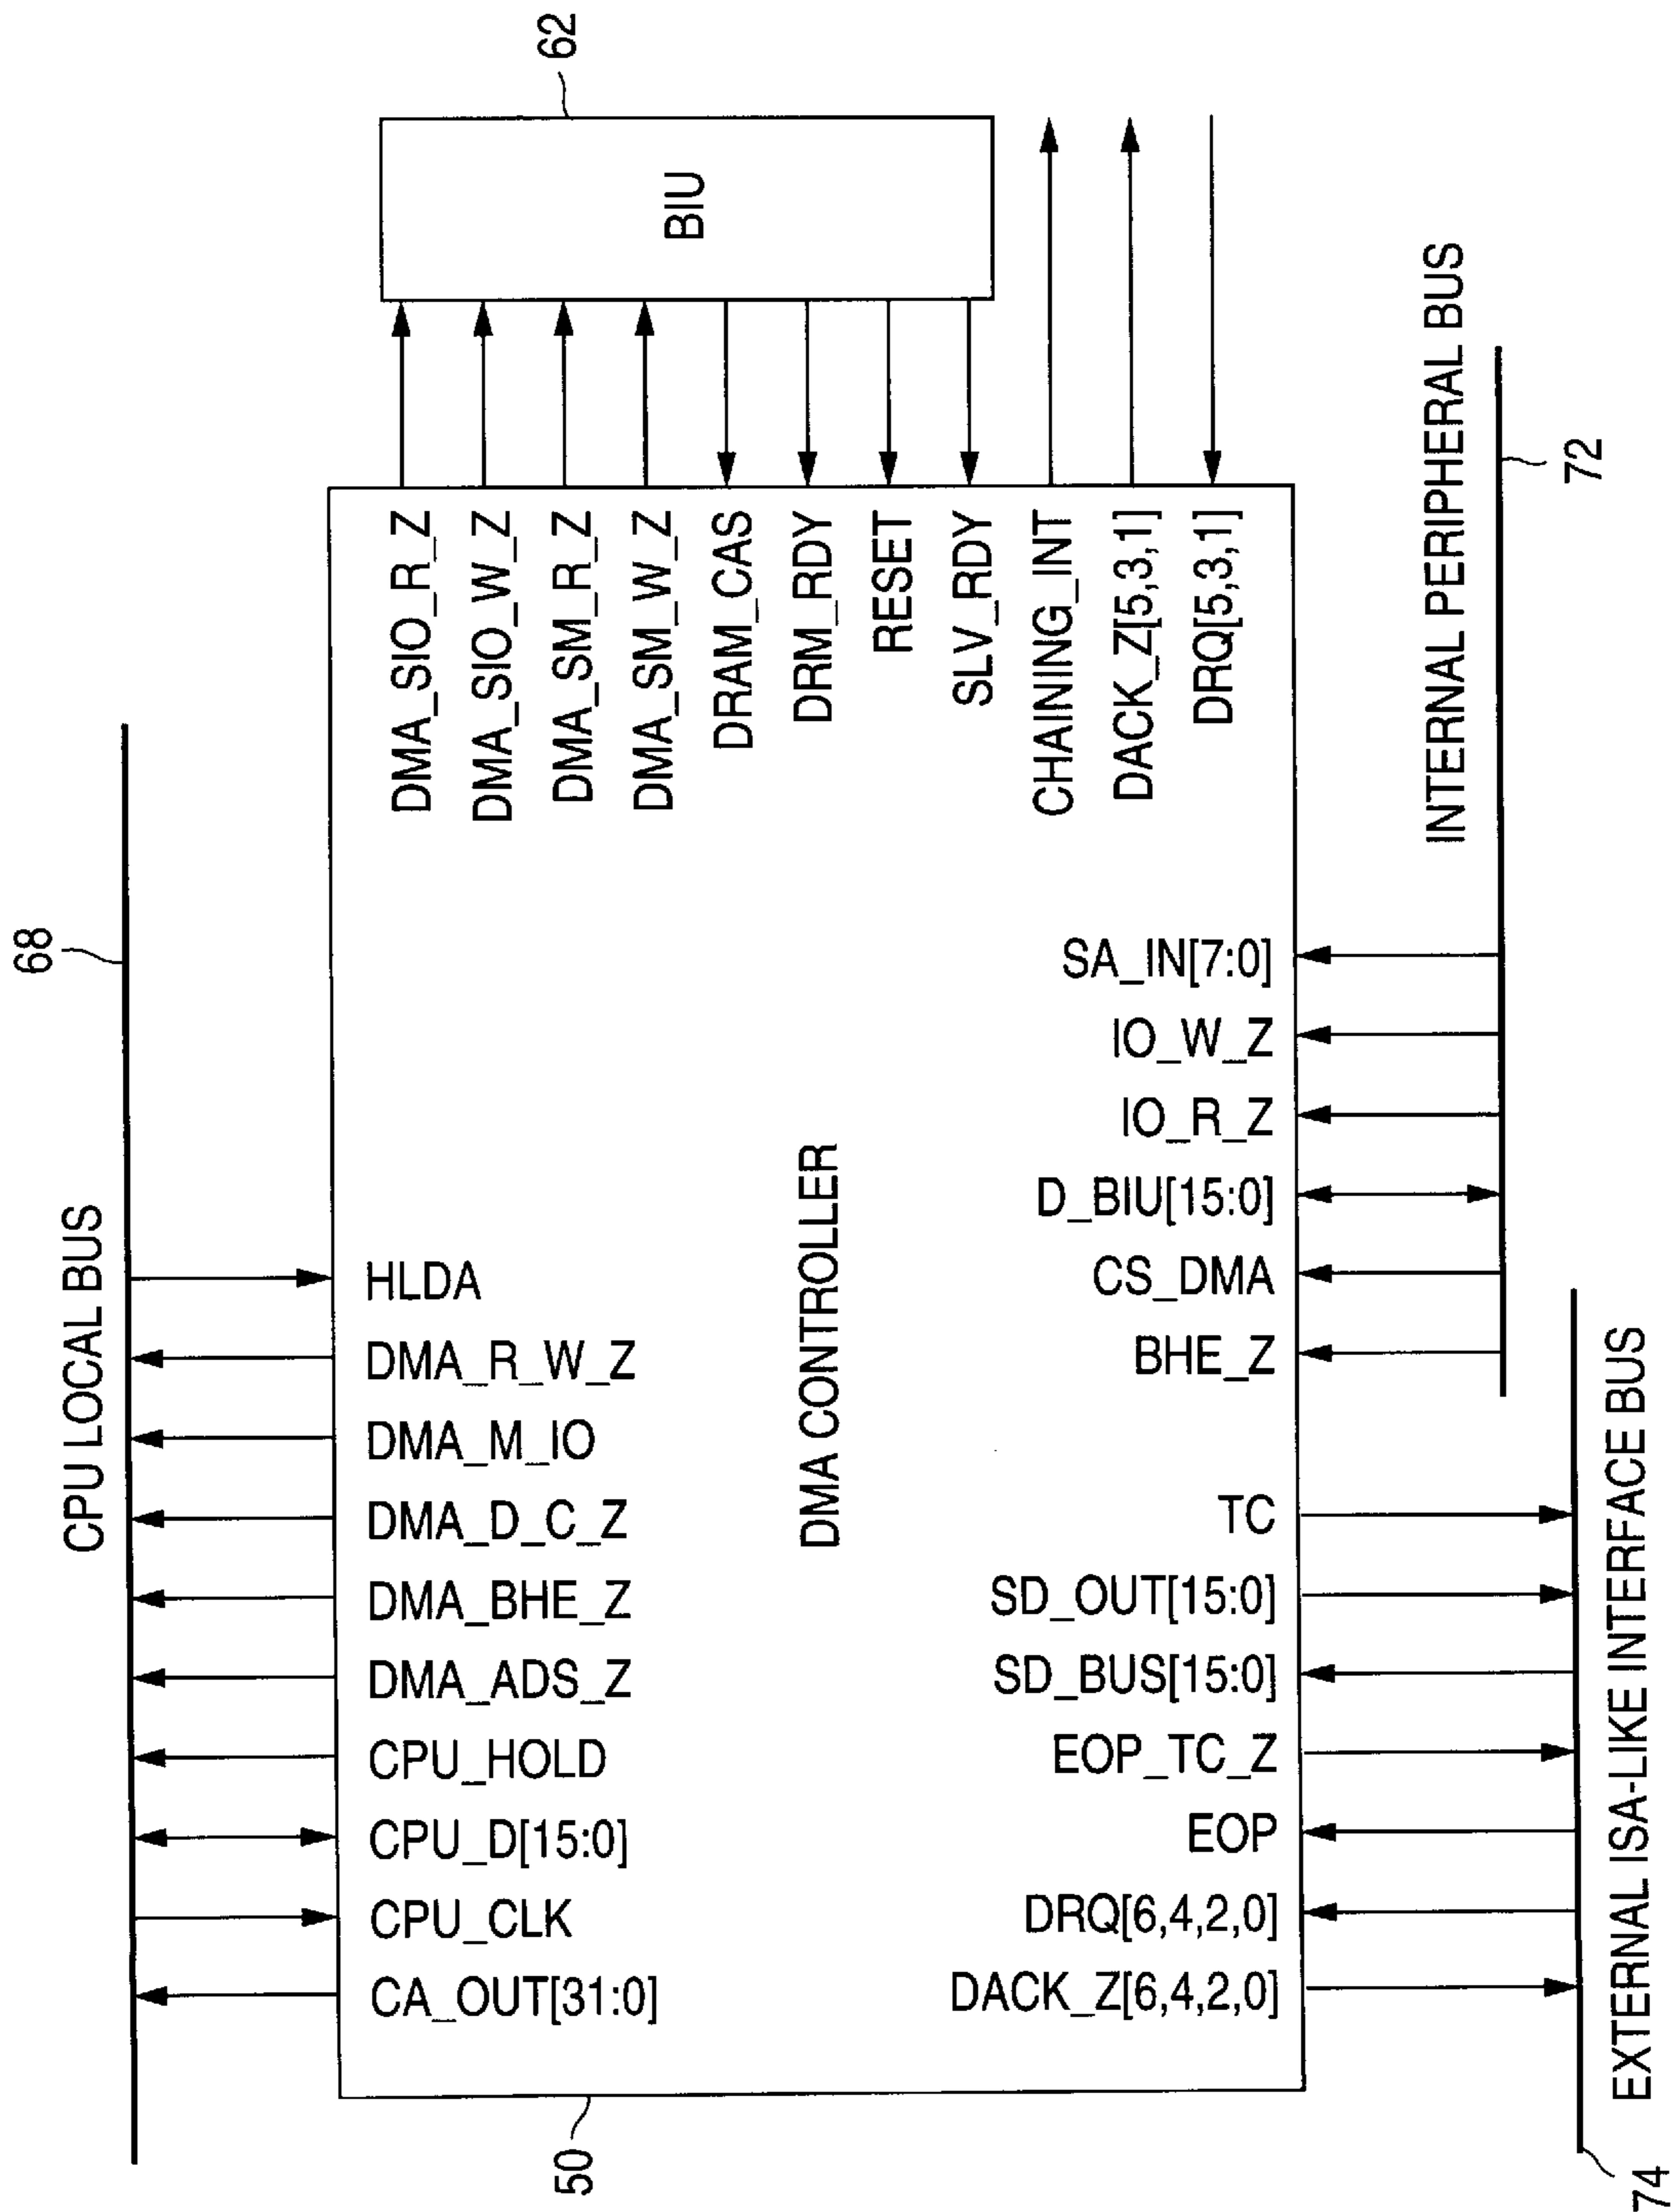 68
CPU LOCAL BUS
CA_OUT[31:0]
CPU_CLK
CPU_D[15:0]
CPU_HOLD
DMA_ADS_Z
DMA_BHE_Z
DMA_D_C_Z
DMA_M_IO
DMA_R_W_Z
HLDA
50
DMA CONTROLLER
DMA_SIO_R_Z
DMA_SIO_W_Z
DMA_SM_R_Z
DMA_SM_W_Z
DRAM_CAS
DRM_RDY
RESET
SLV_RDY
CHAINING_INT
DACK_Z[5,3,1]
DRQ[5,3,1]
BIU
62
DACK_Z[6,4,2,0]
DRQ[6,4,2,0]
EOP
EOP_TC_Z
SD_BUS[15:0]
SD_OUT[15:0]
TC
BHE_Z
CS_DMA
D_BIU[15:0]
IO_R_Z
IO_W_Z
SA_IN[7:0]
INTERNAL PERIPHERAL BUS
72
74
EXTERNAL ISA-LIKE INTERFACE BUS